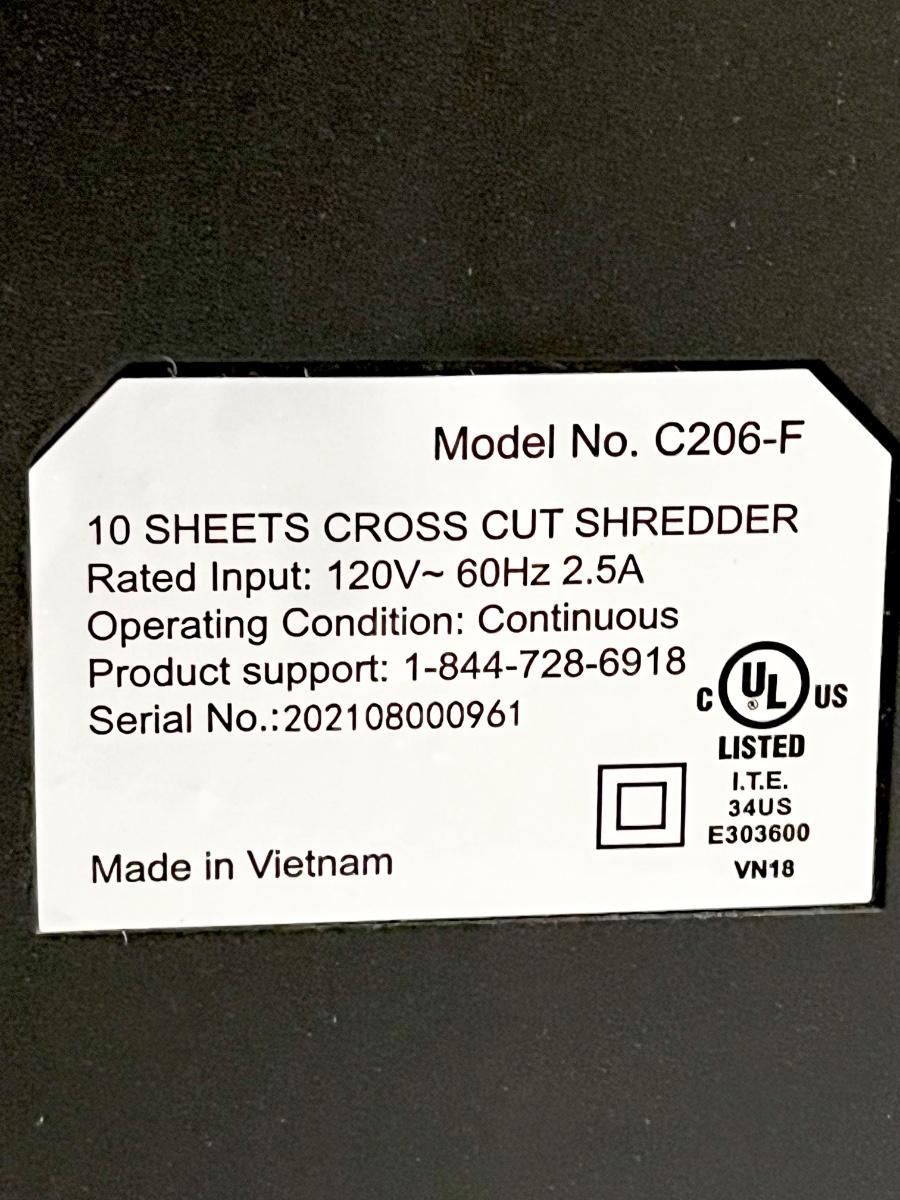 Model No. C206-F
10 SHEETS CROSS CUT SHREDDER
Rated Input: 120V~ 60Hz 2.5A
Operating Condition: Continuous
Product support: 1-844-728-6918
Serial No.:202108000961
C UL ® US
LISTED
I.T.E.
34US
E303600
VN18
Made in Vietnam